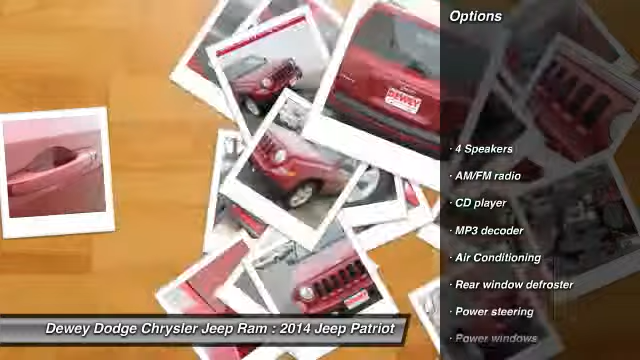 Options
DEWEY
· 4 Speakers
· AM/FM radio
· CD player
· MP3 decoder
· Air Conditioning
· Rear window defroster
· Power steering
· Power windows
Dewey Dodge Chrysler Jeep Ram : 2014 Jeep Patriot